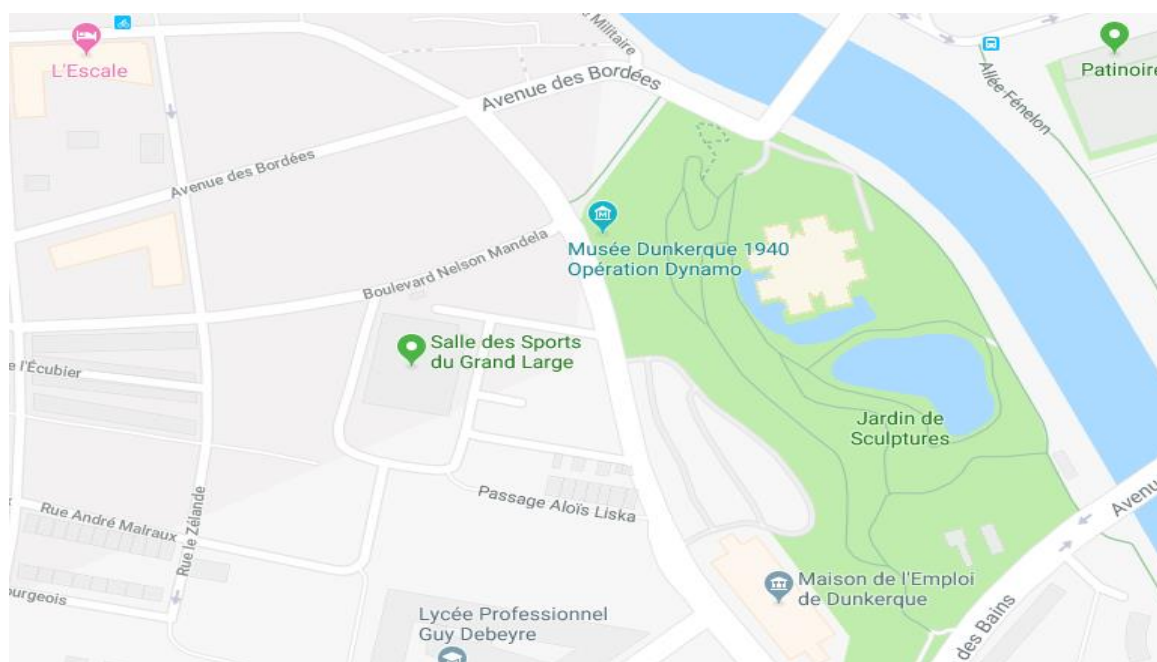 L'Escale
Militaire
Avenue des Bordées
Allée Fénelon
Patinoire
Avenue des Bordées
Boulevard Nelson Mandela
Musée Dunkerque 1940
Opération Dynamo
Salle des Sports
du Grand Large
l'Écubier
Jardin de
Sculptures
Passage Aloïs Liska
Rue André Malraux
Rue le Zélande
Avenu
des Bains
Maison de l'Emploi
de Dunkerque
ourgeois
Lycée Professionnel
Guy Debeyre